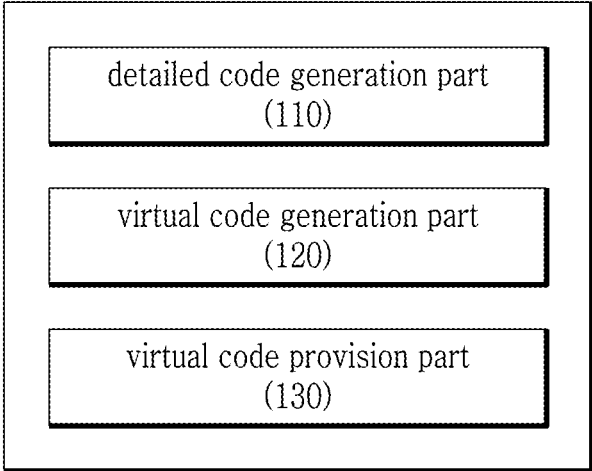 detailed code generation part
(110)
virtual code generation part
(120)
virtual code provision part
(130)